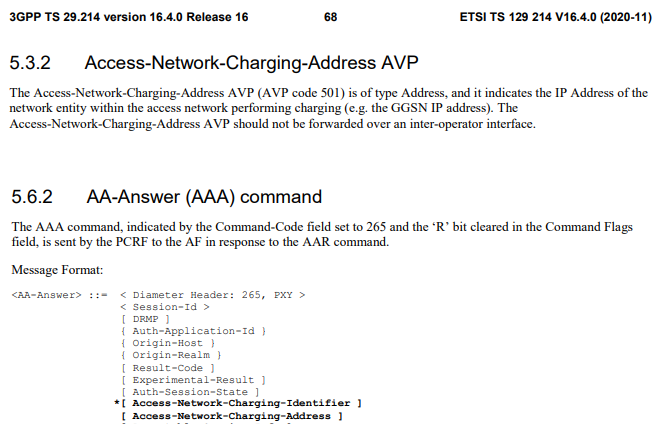 3GPP TS 29.214 version 16.4.0 Release 16 68 ETSI TS 129 214 V16.4.0 (2020-11)
5.3.2 Access-Network-Charging-Address AVP
The Access-Network-Charging-Address AVP (AVP code 501) is of type Address, and it indicates the IP Address of the
network entity within the access network performing charging (e.g. the GGSN IP address). The
Access-Network-Charging-Address AVP should not be forwarded over an inter-operator interface.
5.6.2 AA-Answer (AAA) command
The AAA command, indicated by the Command-Code field set to 265 and the ‘R’ bit cleared in the Command Flags
field, is sent by the PCRF to the AF in response to the AAR command.
Message Format:
<AA-Answer> ::= < Diameter Header: 265, PXY >
< Session-Id >
[ DRMP ]
{ Auth-Application-Id }
{ Origin-Host }
{ Origin-Realm }
[ Result-Code ]
[ Experimental-Result ]
[ Auth-Session-State ]
*[ Access-Network-Charging-Identifier ]
[ Access-Network-Charging-Address ]